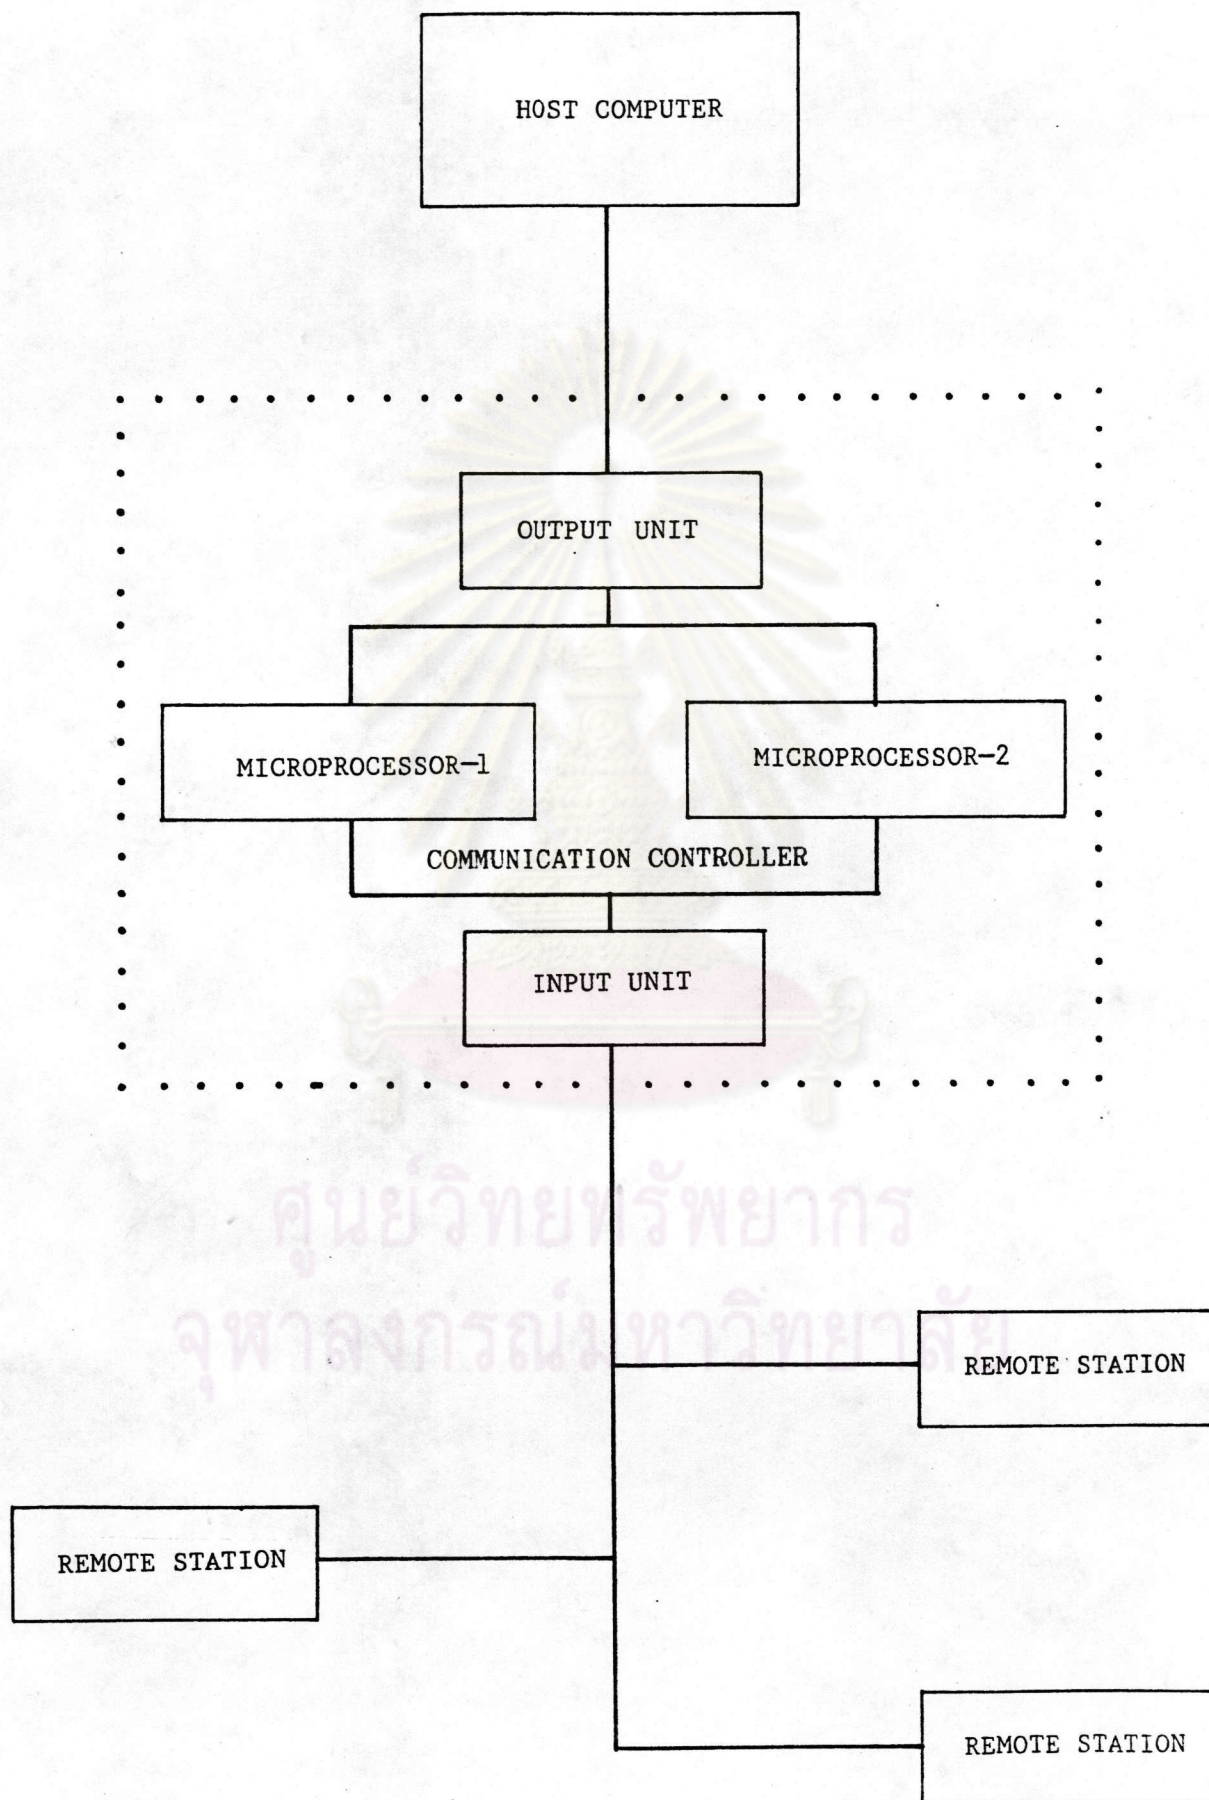 HOST COMPUTER
OUTPUT UNIT
MICROPROCESSOR-1
MICROPROCESSOR-2
COMMUNICATION CONTROLLER
INPUT UNIT
ศูนย์วิทยทรัพยากร
จุฬาลงกรณ์มหาวิทยาลัย
REMOTE STATION
REMOTE STATION
REMOTE STATION